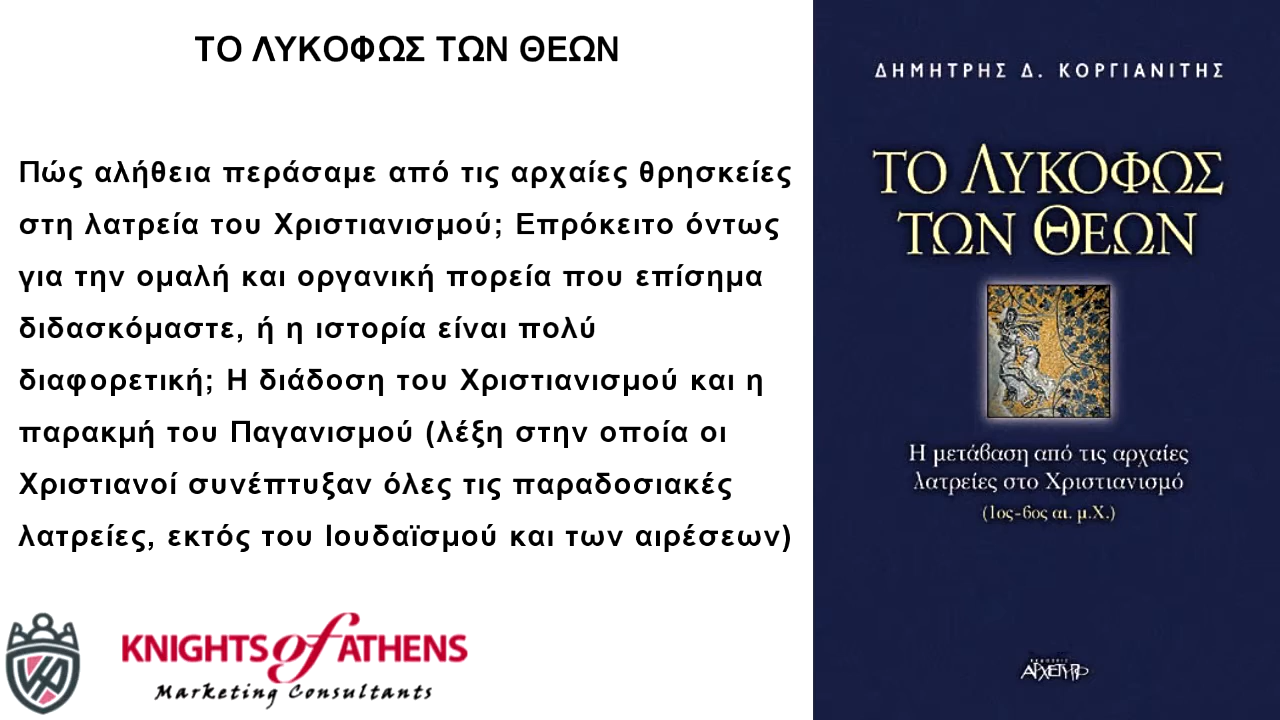 ΤΟ ΛΥΚΟΦΩΣ ΤΩΝ ΘΕΩΝ
Πώς αλήθεια περάσαμε από τις αρχαίες θρησκείες
στη λατρεία του Χριστιανισμού; Επρόκειτο όντως
για την ομαλή και οργανική πορεία που επίσημα
διδασκόμαστε, ή η ιστορία είναι πολύ
διαφορετική; Η διάδοση του Χριστιανισμού και η
παρακμή του Παγανισμού (λέξη στην οποία οι
Χριστιανοί συνέπτυξαν όλες τις παραδοσιακές
λατρείες, εκτός του Ιουδαϊσμού και των αιρέσεων)
KNIGHTS of ATHENS
Marketing Consultants
ΔΗΜΗΤΡΗΣ Δ. ΚΟΡΓΙΑΝΙΤΗΣ
ΤΟ ΛΥΚΟΦΩΣ
ΤΩΝ ΘΕΩΝ
Η μετάβαση από τις αρχαίες
λατρείες στο Χριστιανισμό
(1ος-6ος αι. μ.Χ.)
ΕΚΔΟΣΕΙΣ
ΑΡΧΕΤΥΠΟ